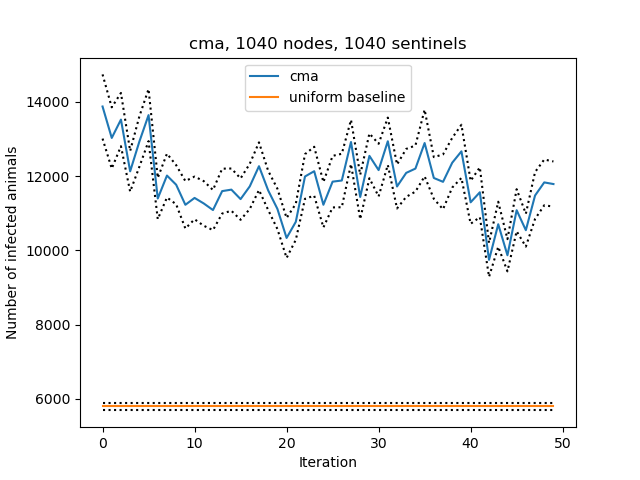 cma, 1040 nodes, 1040 sentinels
cma
uniform baseline
Number of infected animals
14000
12000
10000
8000
6000
0
10
20
30
40
50
Iteration